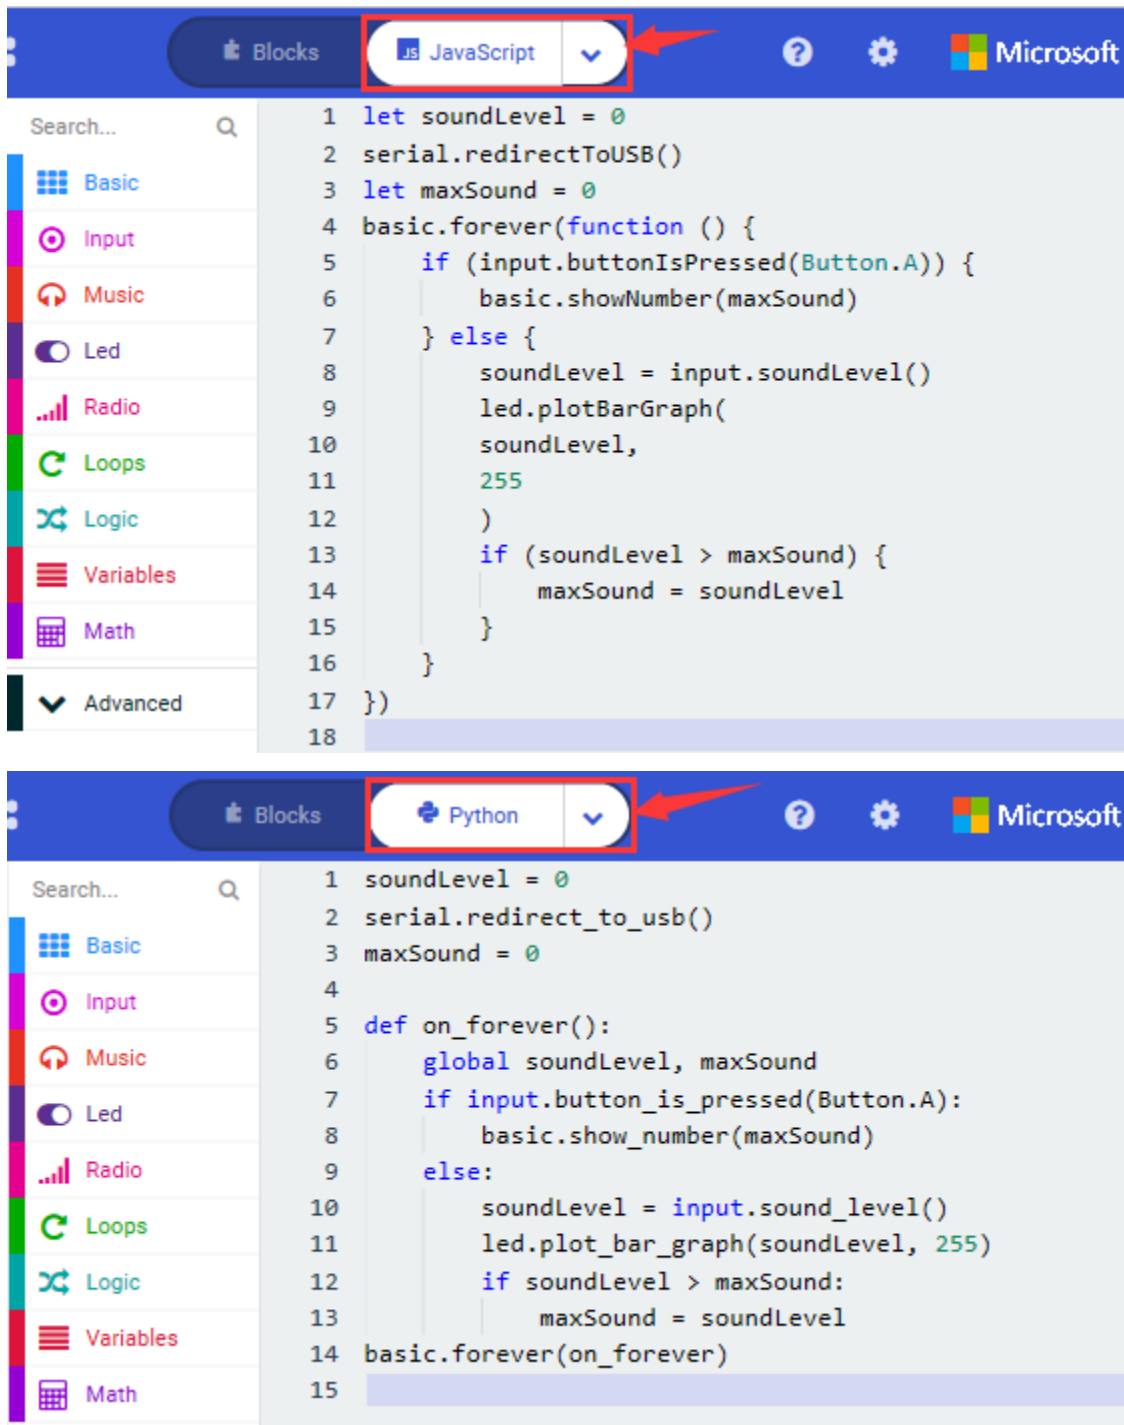 Blocks JS JavaScript ? Microsoft
Search...
Basic
Input
Music
Led
Radio
Loops
Logic
Variables
Math
Advanced
1 let soundLevel = 0
2 serial.redirectToUSB()
3 let maxSound = 0
4 basic.forever(function () {
5     if (input.buttonIsPressed(Button.A)) {
6         basic.showNumber(maxSound)
7     } else {
8         soundLevel = input.soundLevel()
9         led.plotBarGraph(
10         soundLevel,
11         255
12         )
13         if (soundLevel > maxSound) {
14             maxSound = soundLevel
15         }
16     }
17 })
18
Blocks Python ? Microsoft
Search...
Basic
Input
Music
Led
Radio
Loops
Logic
Variables
Math
1 soundLevel = 0
2 serial.redirect_to_usb()
3 maxSound = 0
4
5 def on_forever():
6     global soundLevel, maxSound
7     if input.button_is_pressed(Button.A):
8         basic.show_number(maxSound)
9     else:
10         soundLevel = input.sound_level()
11         led.plot_bar_graph(soundLevel, 255)
12         if soundLevel > maxSound:
13             maxSound = soundLevel
14 basic.forever(on_forever)
15